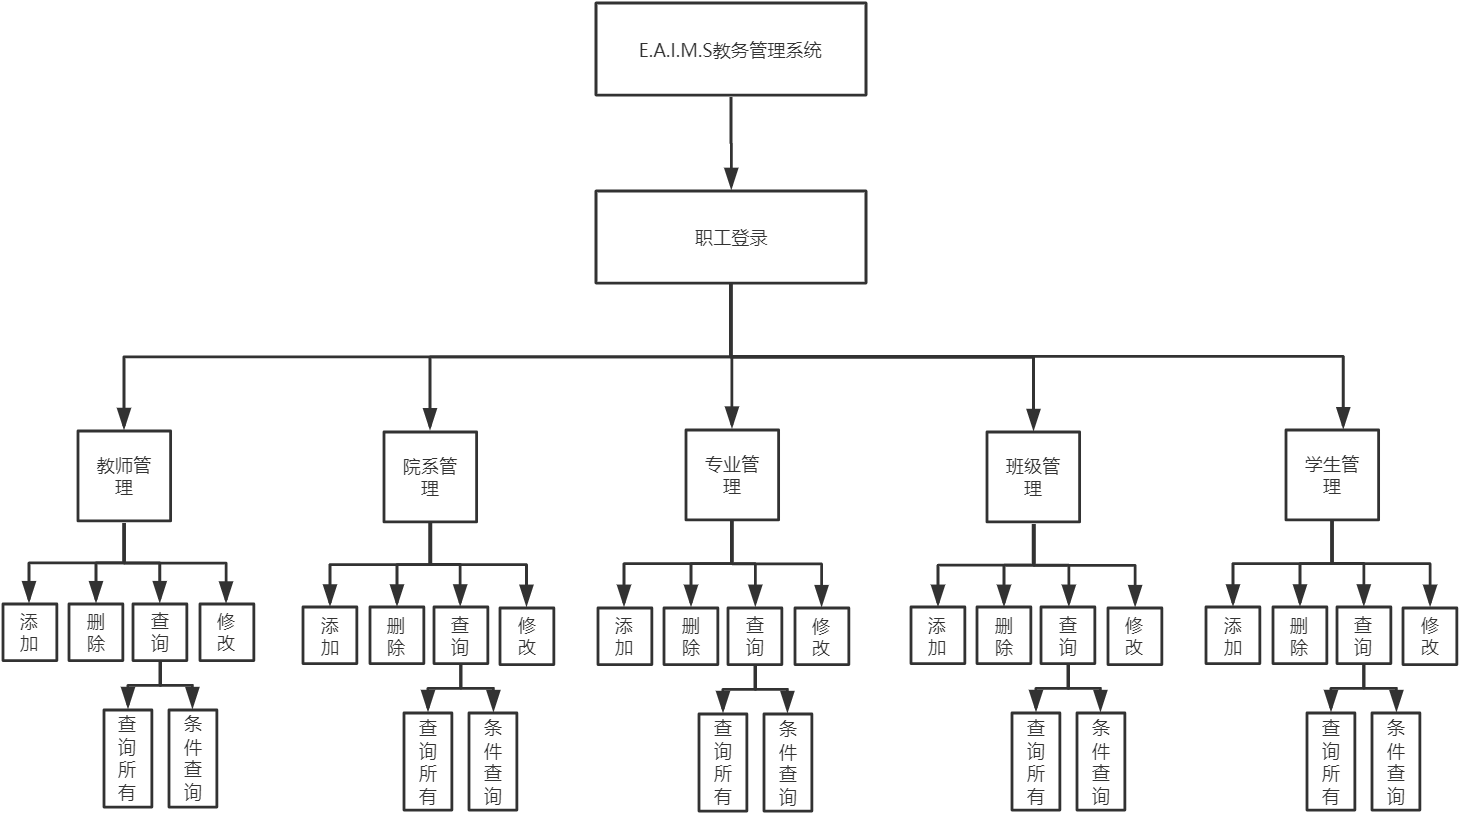 E.A.I.M.S教务管理系统
职工登录
教师管
理
院系管
理
专业管
理
班级管
理
学生管
理
添
加
删
除
查
询
修
改
添
加
删
除
查
询
修
改
添
加
删
除
查
询
修
改
添
加
删
除
查
询
修
改
添
加
删
除
查
询
修
改
查
询
所
有
条
件
查
询
查
询
所
有
条
件
查
询
查
询
所
有
条
件
查
询
查
询
所
有
条
件
查
询
查
询
所
有
条
件
查
询